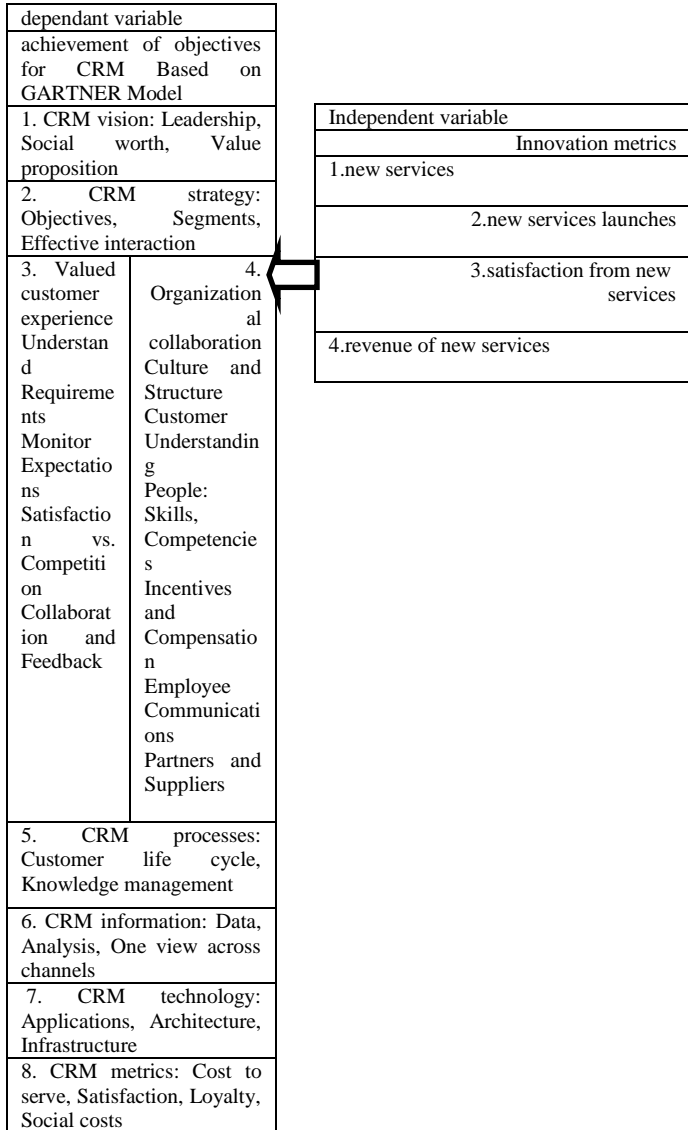 dependant variable
achievement of objectives
for CRM Based on
GARTNER Model
1. CRM vision: Leadership,
Social worth, Value
proposition
2. CRM strategy:
Objectives, Segments,
Effective interaction
3. Valued
customer
experience
Understan
d
Requireme
nts
Monitor
Expectatio
ns
Satisfactio
n vs.
Competiti
on
Collaborat
ion and
Feedback
4.
Organization
al
collaboration
Culture and
Structure
Customer
Understandin
g
People:
Skills,
Competencie
s
Incentives
and
Compensatio
n
Employee
Communicati
ons
Partners and
Suppliers
5. CRM processes:
Customer life cycle,
Knowledge management
6. CRM information: Data,
Analysis, One view across
channels
7. CRM technology:
Applications, Architecture,
Infrastructure
8. CRM metrics: Cost to
serve, Satisfaction, Loyalty,
Social costs
Independent variable
Innovation metrics
1.new services
2.new services launches
3.satisfaction from new
services
4.revenue of new services